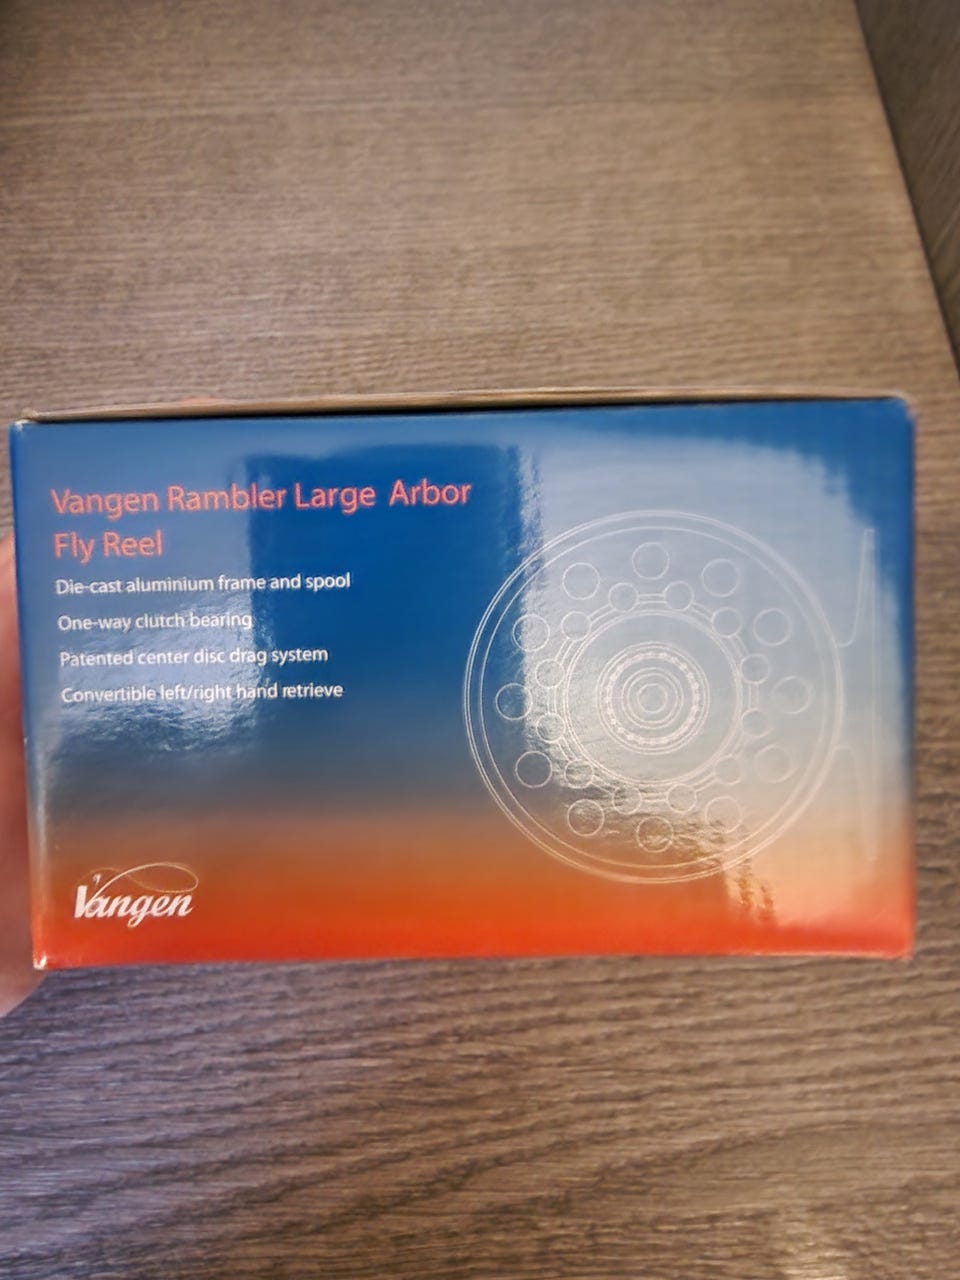 Vangen Rambler Large Arbor
Fly Reel
Die-cast aluminium frame and spool
One-way clutch bearing
Patented center disc drag system
Convertible left/right hand retrieve
Vangen